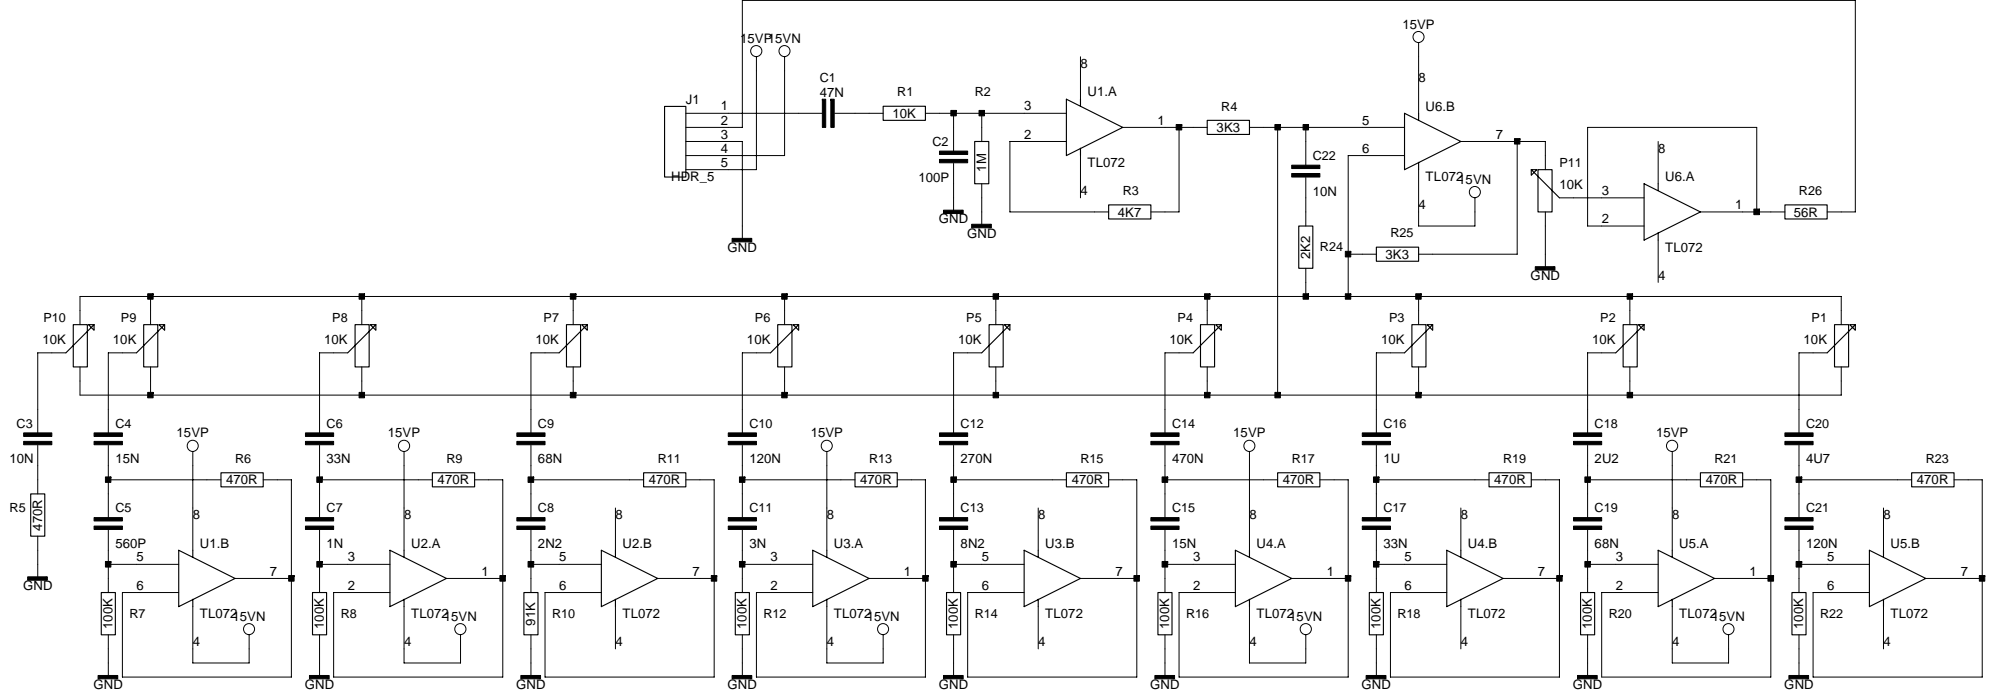 15VP
15VP 15VN
C1
47N
J1
1
2
3
4
5
HDR_5
GND
R1
10K
R2
C2
100P
1M
GND
GND
3
2
8
U1.A
1
TL072
4
R3
4K7
R4
3K3
C22
10N
2K2
R24
5
6
8
U6.B
7
TL072
15VN
4
R25
3K3
P11
10K
GND
3
2
8
U6.A
1
TL072
4
R26
56R
P10
10K
P9
10K
P8
10K
P7
10K
P6
10K
P5
10K
P4
10K
P3
10K
P2
10K
P1
10K
C3
10N
R5
470R
GND
C4
15N
15VP
R6
470R
C5
560P
8
U1.B
5
6
7
100K
R7
TL072
15VN
4
GND
C6
33N
15VP
R9
470R
C7
1N
8
U2.A
3
2
1
100K
R8
TL072
15VN
4
GND
C9
68N
R11
470R
C8
2N2
8
U2.B
5
6
7
91K
R10
TL072
4
GND
C10
120N
15VP
R13
470R
C11
3N
8
U3.A
3
2
1
100K
R12
TL072
15VN
4
GND
C12
270N
R15
470R
C13
8N2
8
U3.B
5
6
7
100K
R14
TL072
4
GND
C14
470N
15VP
R17
470R
C15
15N
8
U4.A
3
2
1
100K
R16
TL072
15VN
4
GND
C16
1U
R19
470R
C17
33N
8
U4.B
5
6
7
100K
R18
TL072
4
GND
C18
2U2
15VP
R21
470R
C19
68N
8
U5.A
3
2
1
100K
R20
TL072
15VN
4
GND
C20
4U7
R23
470R
C21
120N
8
U5.B
5
6
7
100K
R22
TL072
4
GND